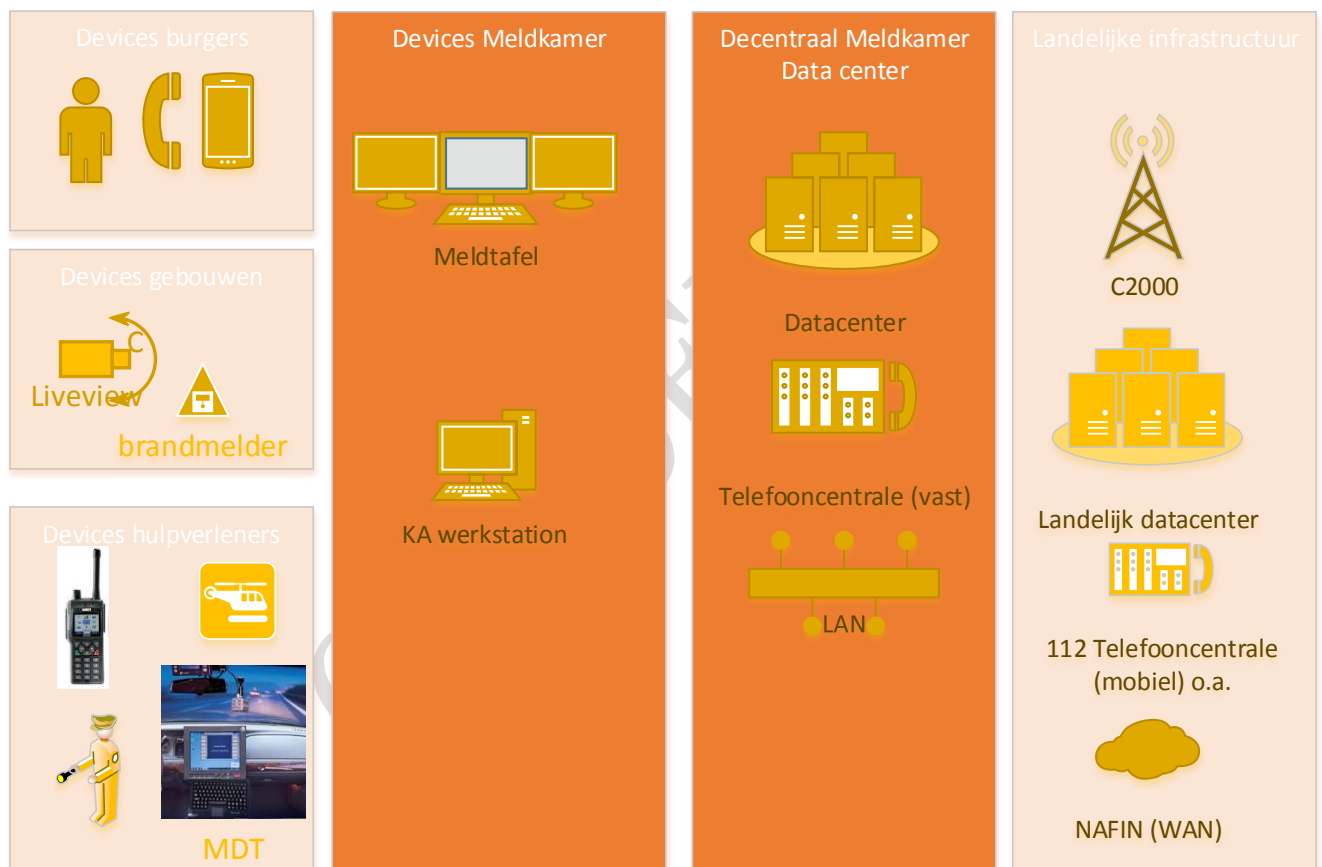 Devices burgers
Devices gebouwen
C
Liveview
brandmelder
Devices hulpverleners
MDT
Devices Meldkamer
Meldtafel
KA werkstation
Decentraal Meldkamer
Data center
Datacenter
Telefooncentrale (vast)
LAN
Landelijke infrastructuur
C2000
Landelijk datacenter
112 Telefooncentrale
(mobiel) o.a.
NAFIN (WAN)